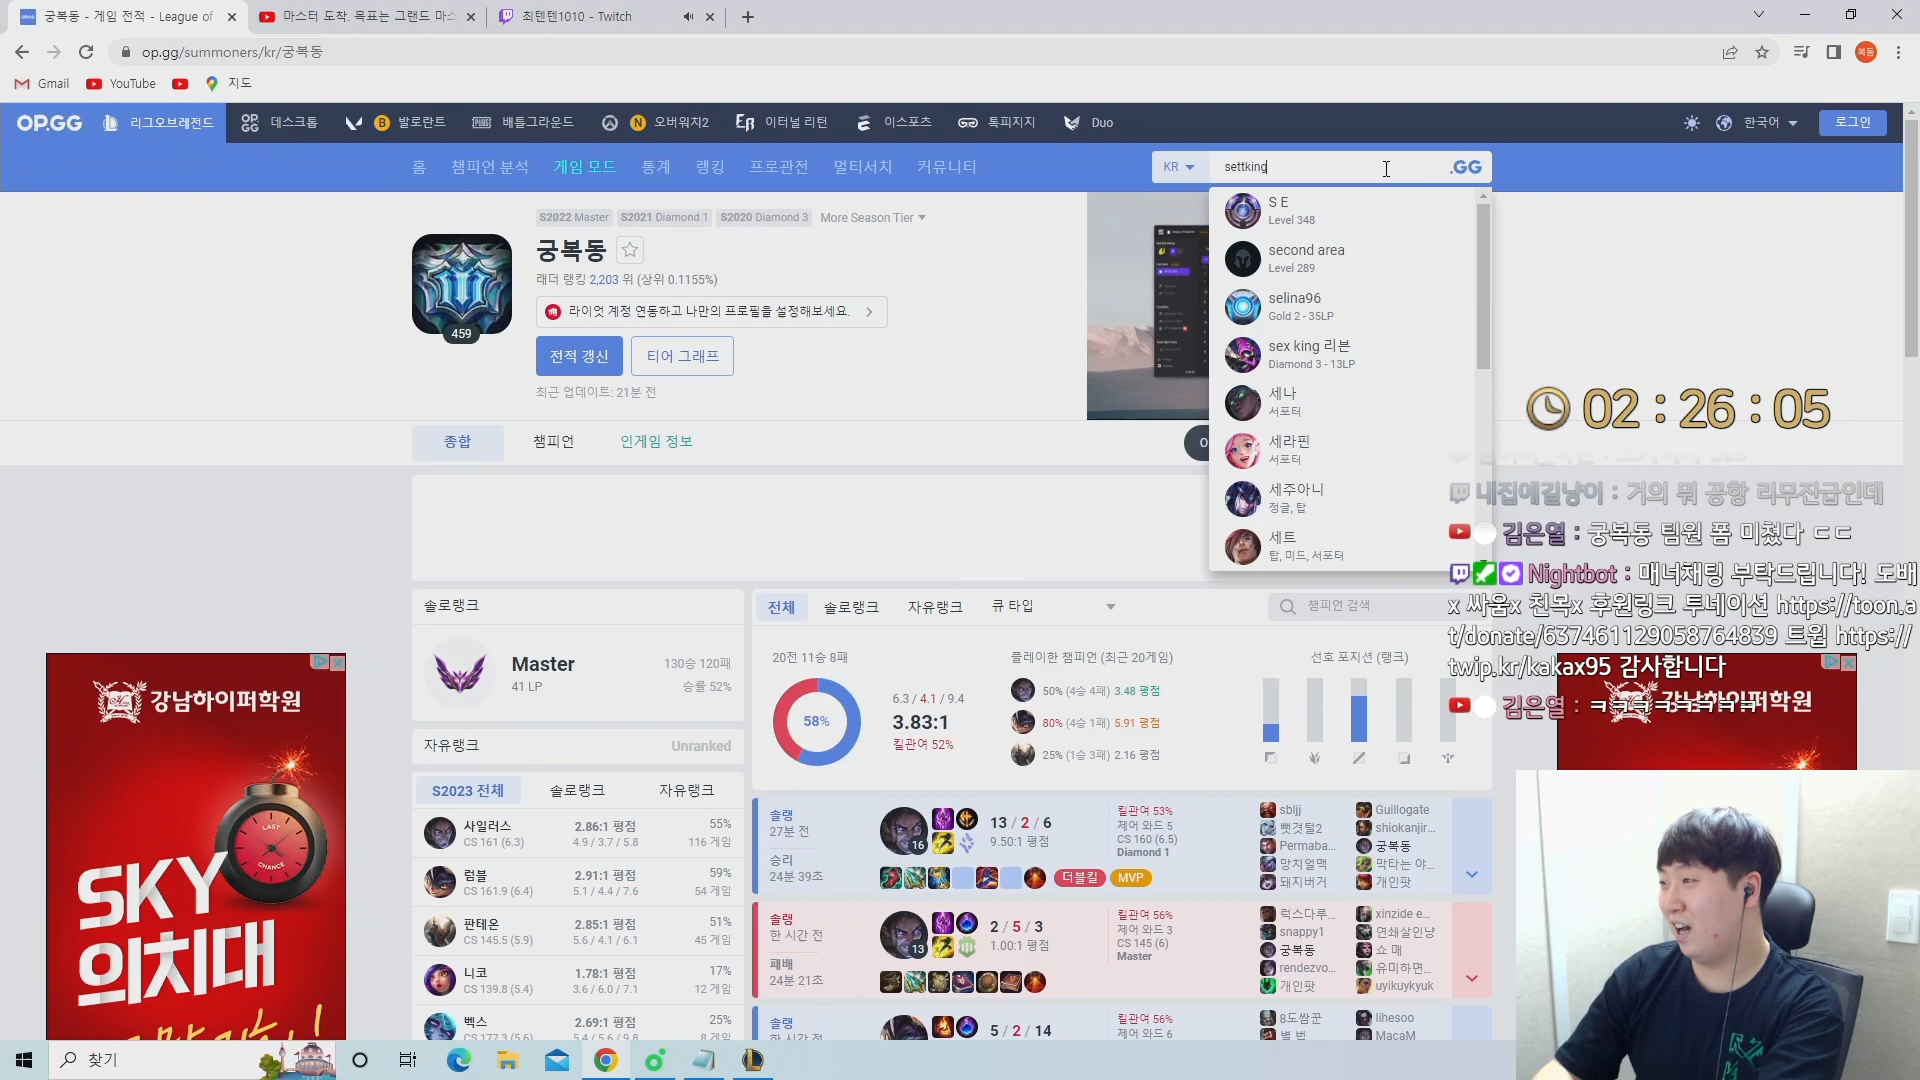 궁복동 - 게임 전적 - League of
마스터 도착. 목표는 그랜드 마스
최텐텐1010 - Twitch
op.gg/summoners/kr/궁복동
복동
Gmail
YouTube
지도
OP.GG
리그오브레전드
데스크톱
발로란트
배틀그라운드
오버워치2
이터널 리턴
이스포츠
톡피지지
Duo
한국어
로그인
홈
챔피언 분석
게임 모드
통계
랭킹
프로관전
멀티서치
커뮤니티
KR
settking
.GG
S E
Level 348
second area
Level 289
selina96
Gold 2 - 35LP
sex king 리븐
Diamond 3 - 13LP
세나
서포터
세라핀
서포터
세주아니
정글, 탑
세트
탑, 미드, 서포터
S2022 Master
S2021 Diamond 1
S2020 Diamond 3
More Season Tier
궁복동
459
래더 랭킹 2,203 위 (상위 0.1155%)
라이엇 계정 연동하고 나만의 프로필을 설정해보세요.
전적 갱신
티어 그래프
최근 업데이트: 21분 전
종합
챔피언
인게임 정보
02 : 26 : 05
내집에길냥이 : 거의 뭐 공항 리무진급인데
김은열 : 궁복동 팀원 폼 미쳤다 ㄷㄷ
Nightbot : 매너채팅 부탁드립니다! 도배
x 싸움x 친목x 후원링크 투네이션 https://toon.a
t/donate/637461129058764839 트윕 https://
twip.kr/kakax95 감사합니다
김은열 : ㅋㅋㅋㅋㅋㅋㅋㅋ
솔로랭크
Master
41 LP
130승 120패
승률 52%
자유랭크
Unranked
S2023 전체
솔로랭크
자유랭크
사일러스
CS 161 (6.3)
2.86:1 평점
4.9 / 3.7 / 5.8
55%
116 게임
럼블
CS 161.9 (6.4)
2.91:1 평점
5.1 / 4.4 / 7.6
59%
54 게임
판테온
CS 145.5 (5.9)
2.85:1 평점
5.6 / 4.1 / 6.1
51%
45 게임
니코
CS 139.8 (5.4)
1.78:1 평점
3.6 / 6.0 / 7.1
17%
12 게임
벡스
CS 177.3 (5.6)
2.69:1 평점
5.4 / 5.6 / 9.8
25%
8 게임
전체
솔로랭크
자유랭크
큐 타입
챔피언 검색
20전 11승 8패
58%
6.3 / 4.1 / 9.4
3.83:1
킬관여 52%
플레이한 챔피언 (최근 20게임)
50% (4승 4패) 3.48 평점
80% (4승 1패) 5.91 평점
25% (1승 3패) 2.16 평점
선호 포지션 (랭크)
솔랭
27분 전
승리
24분 39초
16
13 / 2 / 6
9.50:1 평점
더블킬
MVP
킬관여 53%
제어 와드 5
CS 160 (6.5)
Diamond 1
sbljj
뺏겻털2
Permaba...
망치얼맥
돼지버거
Guillogate
shiokanjir...
궁복동
막타는 야...
개인팟
솔랭
한 시간 전
패배
24분 21초
13
2 / 5 / 3
1.00:1 평점
킬관여 56%
제어 와드 3
CS 145 (6)
Master
럭스다루...
snappy1
궁복동
rendezvo...
개인팟
xinzide e...
연쇄살인냥
쇼 매
유미하면...
uyikuykyuk
솔랭
한 시간 전
5 / 2 / 14
킬관여 56%
제어 와드 6
8도쌈꾼
별 법
lihesoo
MacaM
강남하이퍼학원
LAST
CHANCE
SKY
의치대
강남하이퍼학원
찾기